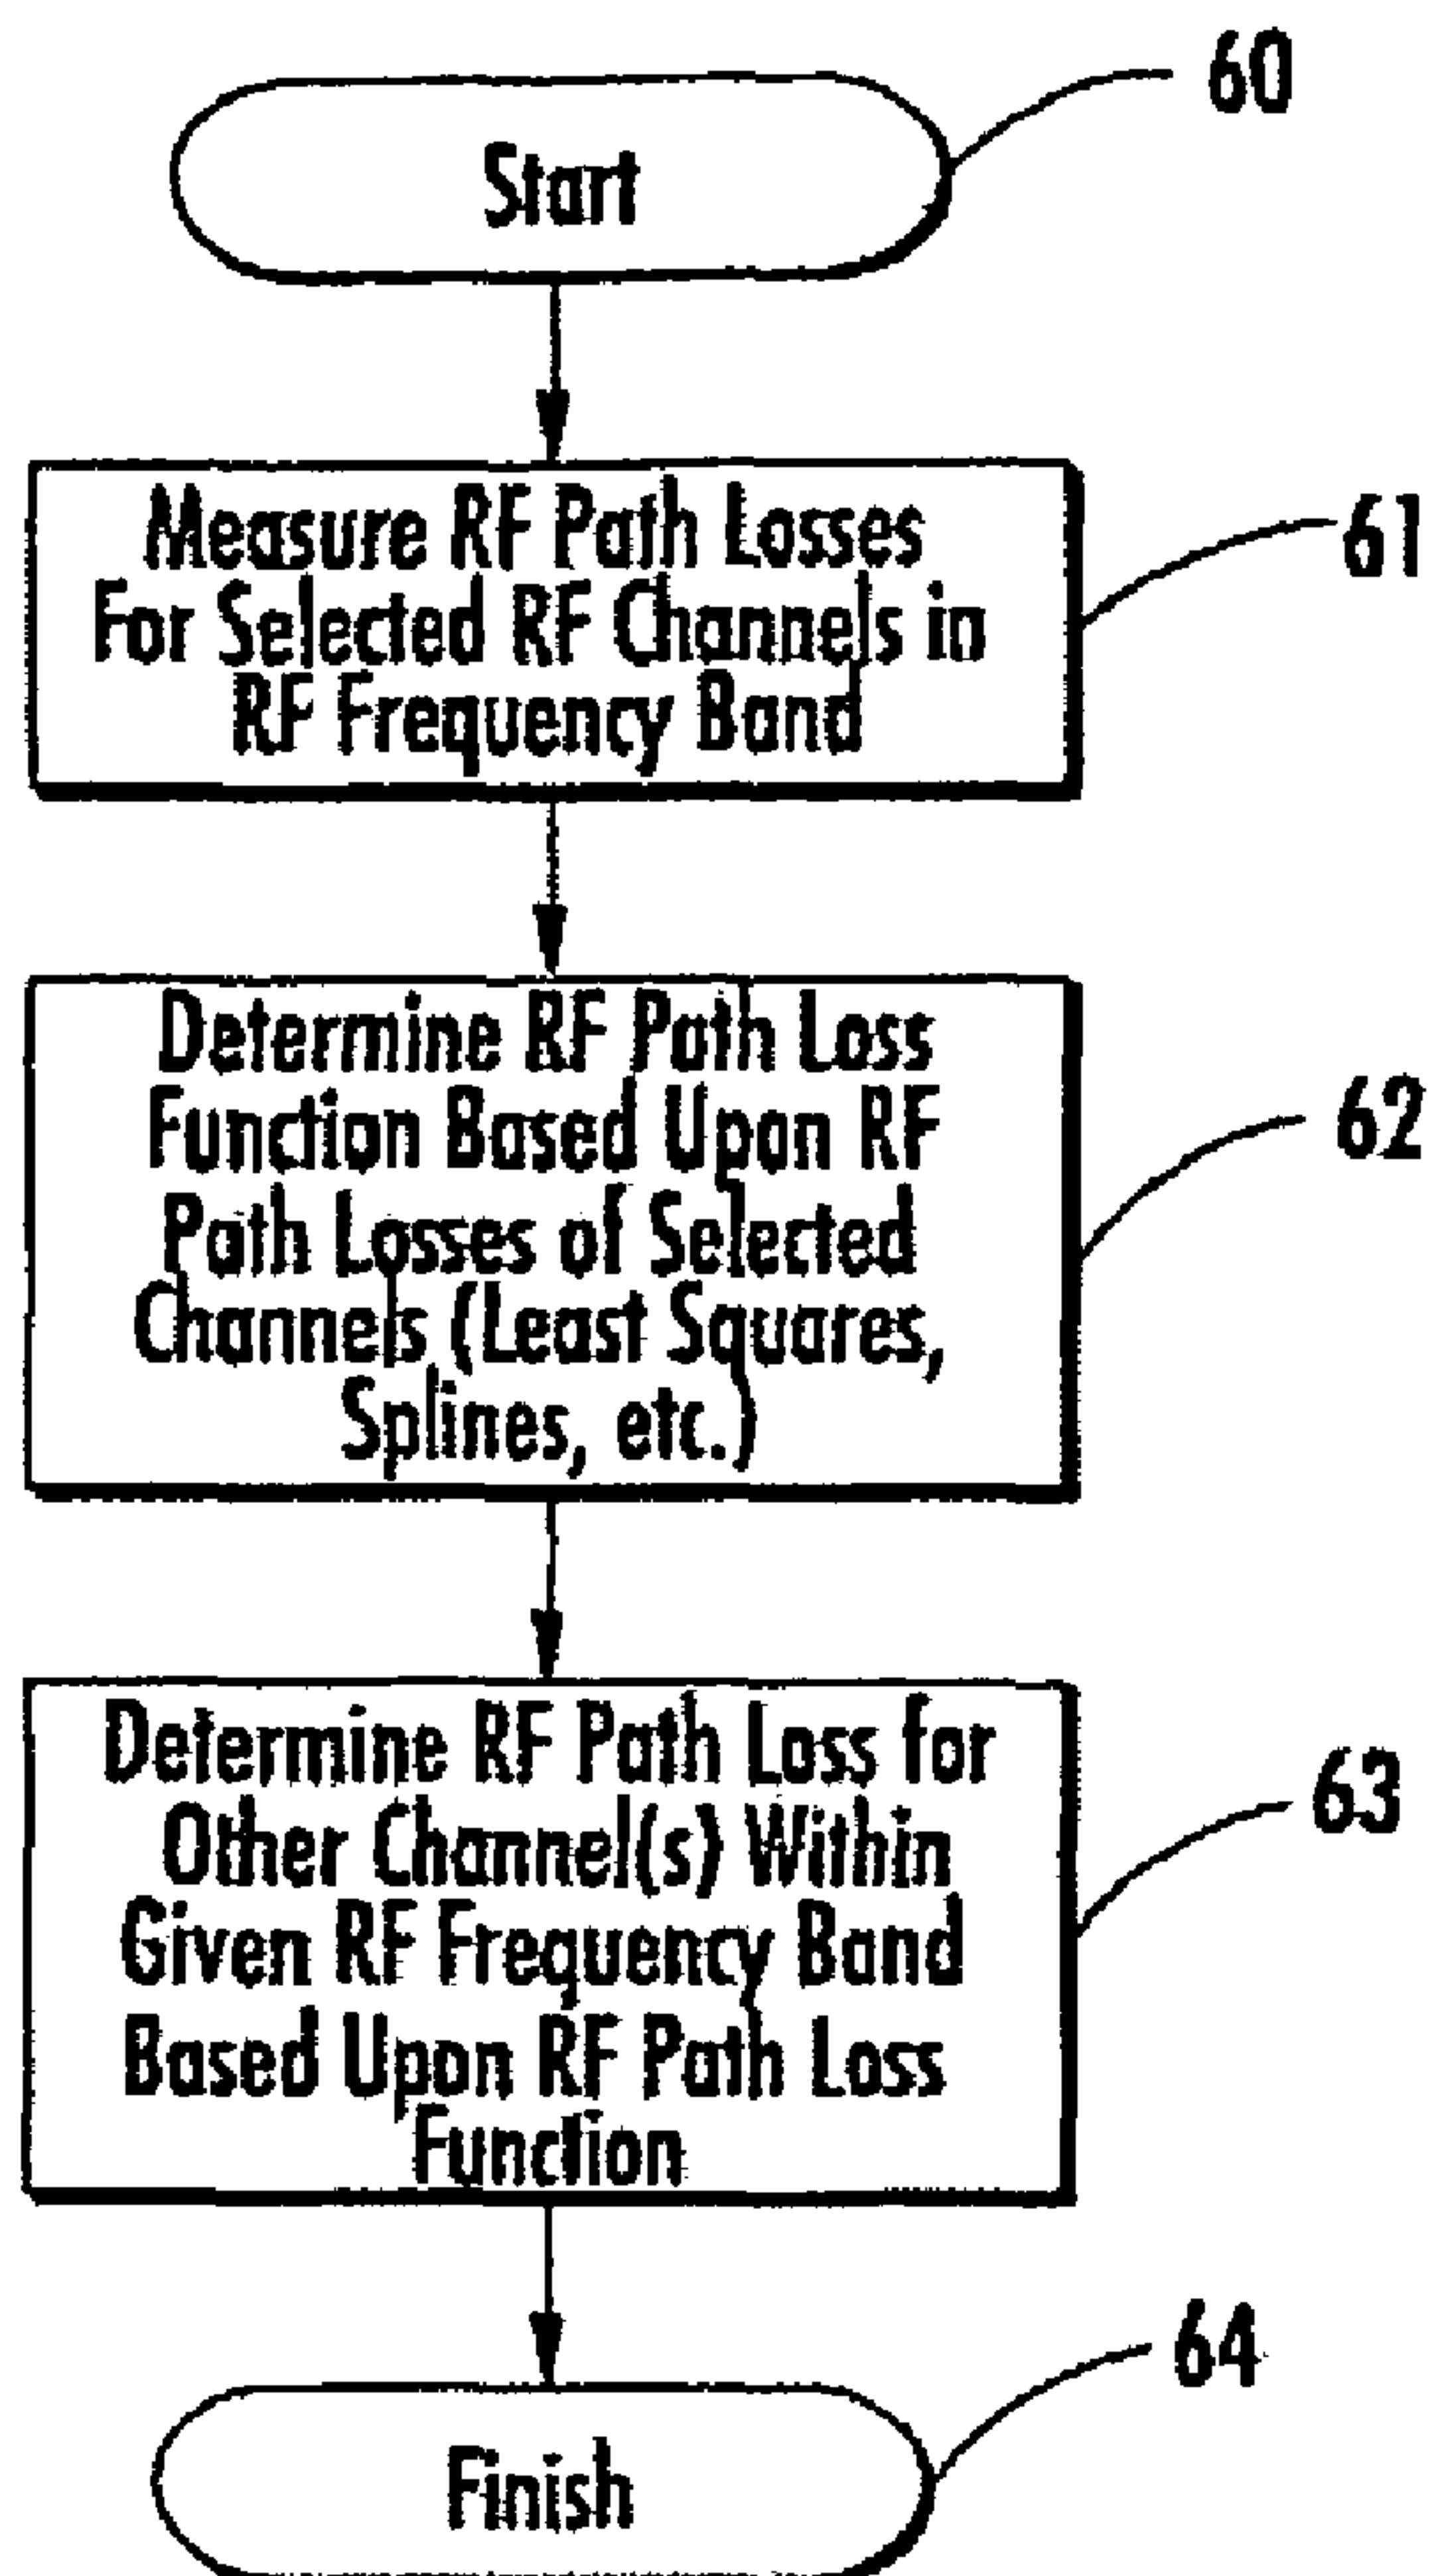 60
Start
Measure RF Path Losses
For Selected RF Channels in
RF Frequency Band
61
Determine RF Path Loss
Function Based Upon RF
Path Losses of Selected
Channels (Least Squares,
Splines, etc.)
62
Determine RF Path Loss for
Other Channel(s) Within
Given RF Frequency Band
Based Upon RF Path Loss
Function
63
64
Finish